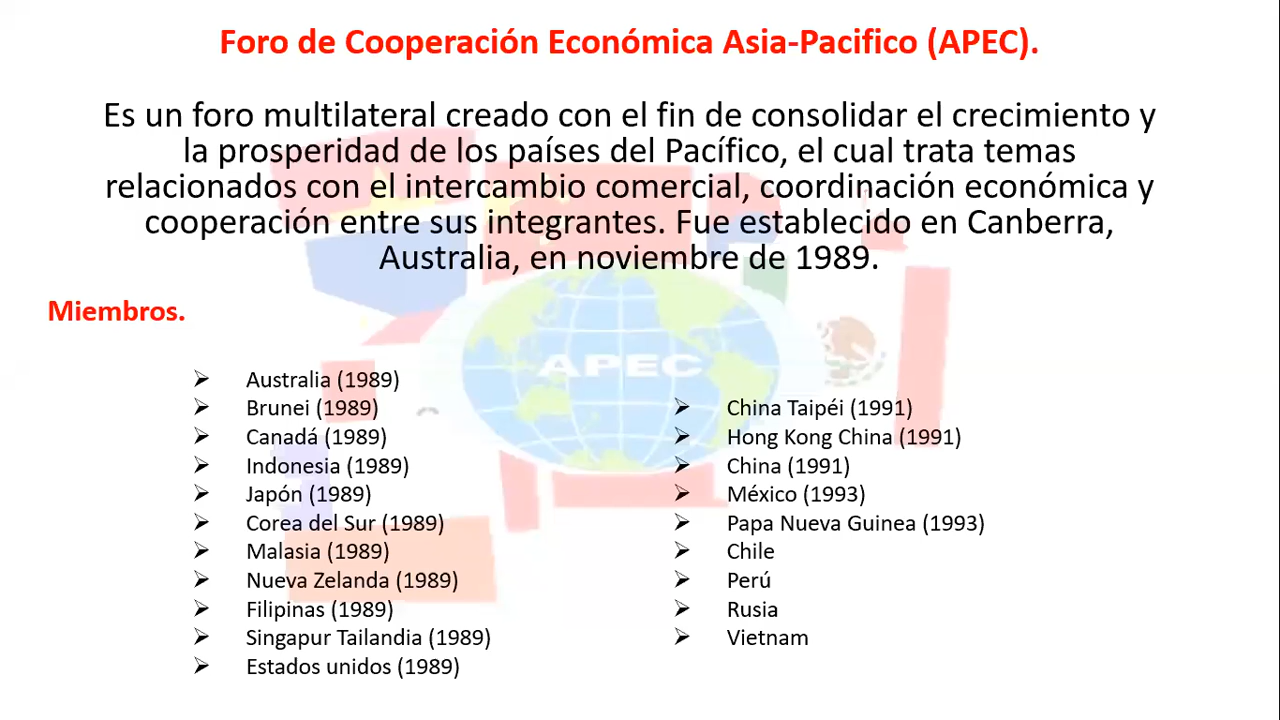 Foro de Cooperación Económica Asia-Pacifico (APEC).
Es un foro multilateral creado con el fin de consolidar el crecimiento y
la prosperidad de los países del Pacífico, el cual trata temas
relacionados con el intercambio comercial, coordinación económica y
cooperación entre sus integrantes. Fue establecido en Canberra,
Australia, en noviembre de 1989.
Miembros.
APEC
➢ Australia (1989)
➢ Brunei (1989)
➢ Canadá (1989)
➢ Indonesia (1989)
➢ Japón (1989)
➢ Corea del Sur (1989)
➢ Malasia (1989)
➢ Nueva Zelanda (1989)
➢ Filipinas (1989)
➢ Singapur Tailandia (1989)
➢ Estados unidos (1989)
➢ China Taipéi (1991)
➢ Hong Kong China (1991)
➢ China (1991)
➢ México (1993)
➢ Papa Nueva Guinea (1993)
➢ Chile
➢ Perú
➢ Rusia
➢ Vietnam